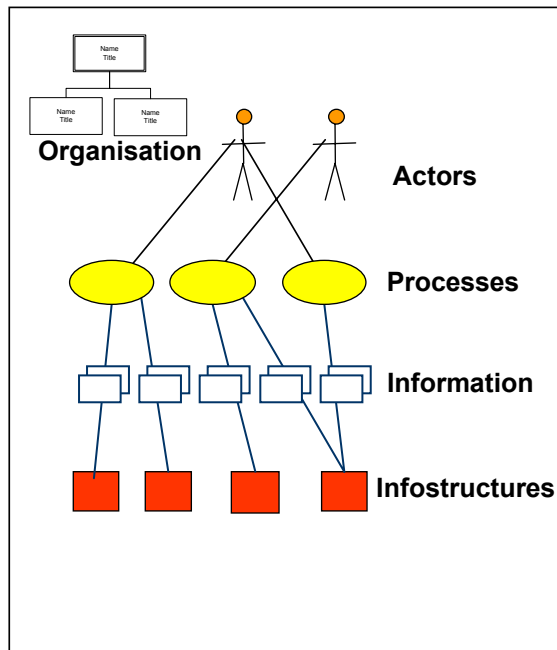 Name
Title
Name
Title
Name
Title
Organisation
Actors
Processes
Information
Infostructures